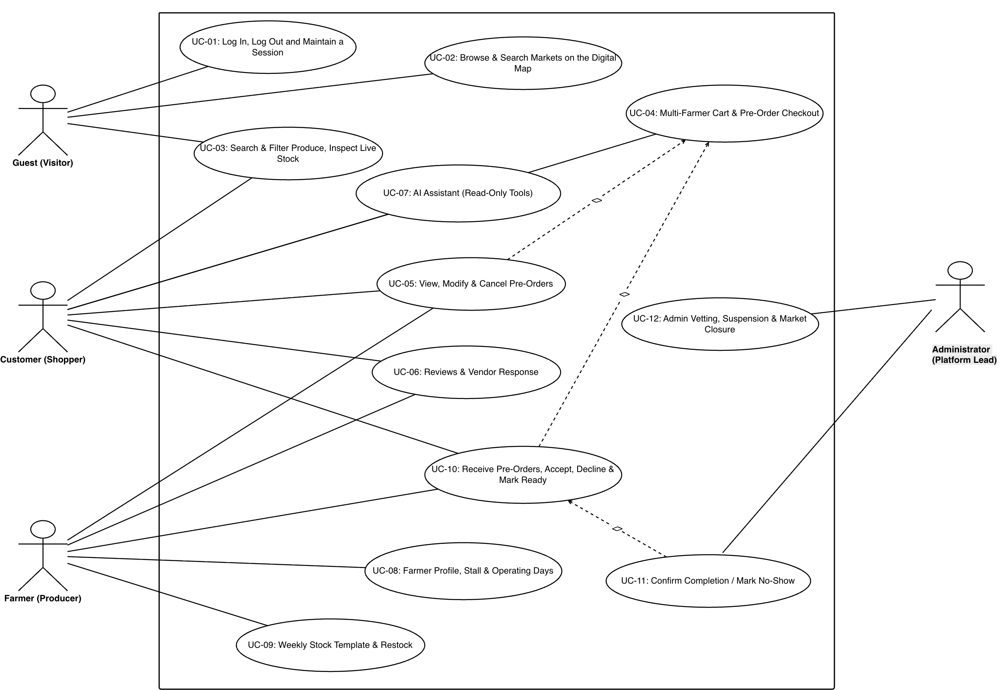 UC-01: Log In, Log Out and Maintain a
Session
UC-02: Browse & Search Markets on the Digital
Map
UC-04: Multi-Farmer Cart & Pre-Order Checkout
UC-03: Search & Filter Produce, Inspect Live
Stock
Guest (Visitor)
UC-07: AI Assistant (Read-Only Tools)
UC-05: View, Modify & Cancel Pre-Orders
UC-12: Admin Vetting, Suspension & Market
Closure
Administrator
(Platform Lead)
Customer (Shopper)
UC-06: Reviews & Vendor Response
UC-10: Receive Pre-Orders, Accept, Decline &
Mark Ready
UC-08: Farmer Profile, Stall & Operating Days
UC-11: Confirm Completion / Mark No-Show
Farmer (Producer)
UC-09: Weekly Stock Template & Restock